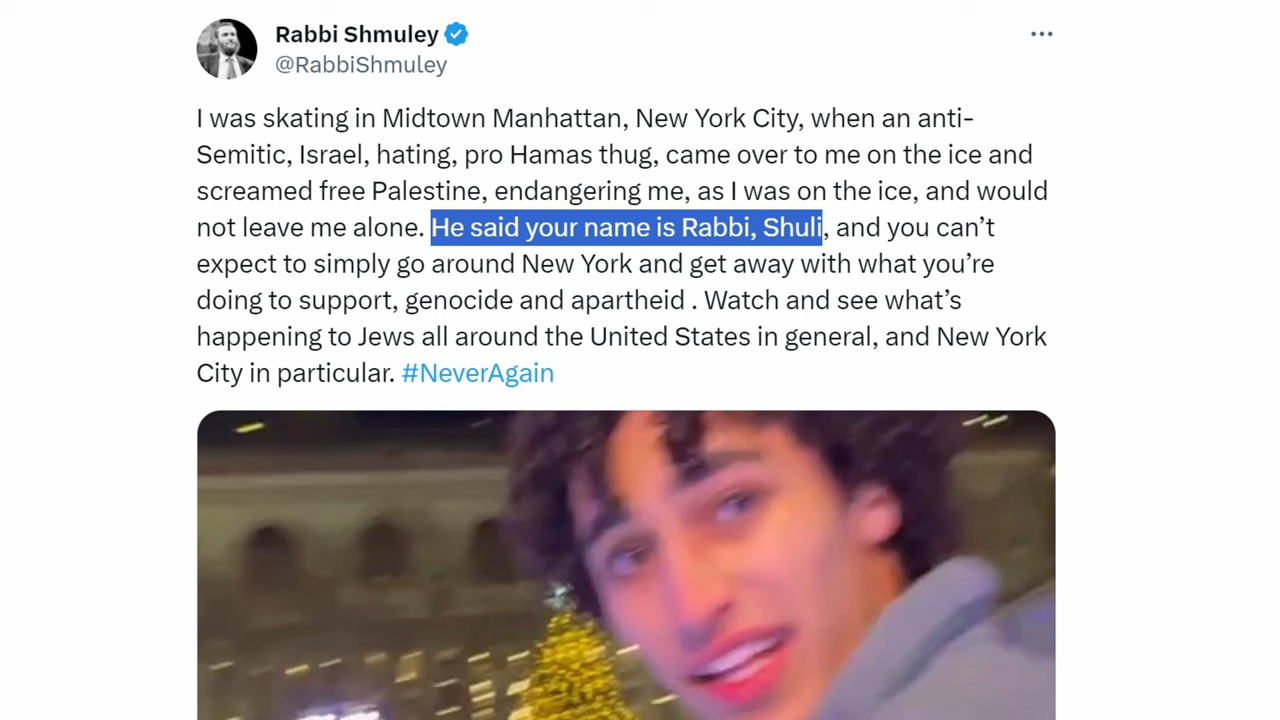 Rabbi Shmuley
@RabbiShmuley
I was skating in Midtown Manhattan, New York City, when an anti-
Semitic, Israel, hating, pro Hamas thug, came over to me on the ice and
screamed free Palestine, endangering me, as I was on the ice, and would
not leave me alone. He said your name is Rabbi, Shuli, and you can’t
expect to simply go around New York and get away with what you’re
doing to support, genocide and apartheid . Watch and see what’s
happening to Jews all around the United States in general, and New York
City in particular. #NeverAgain